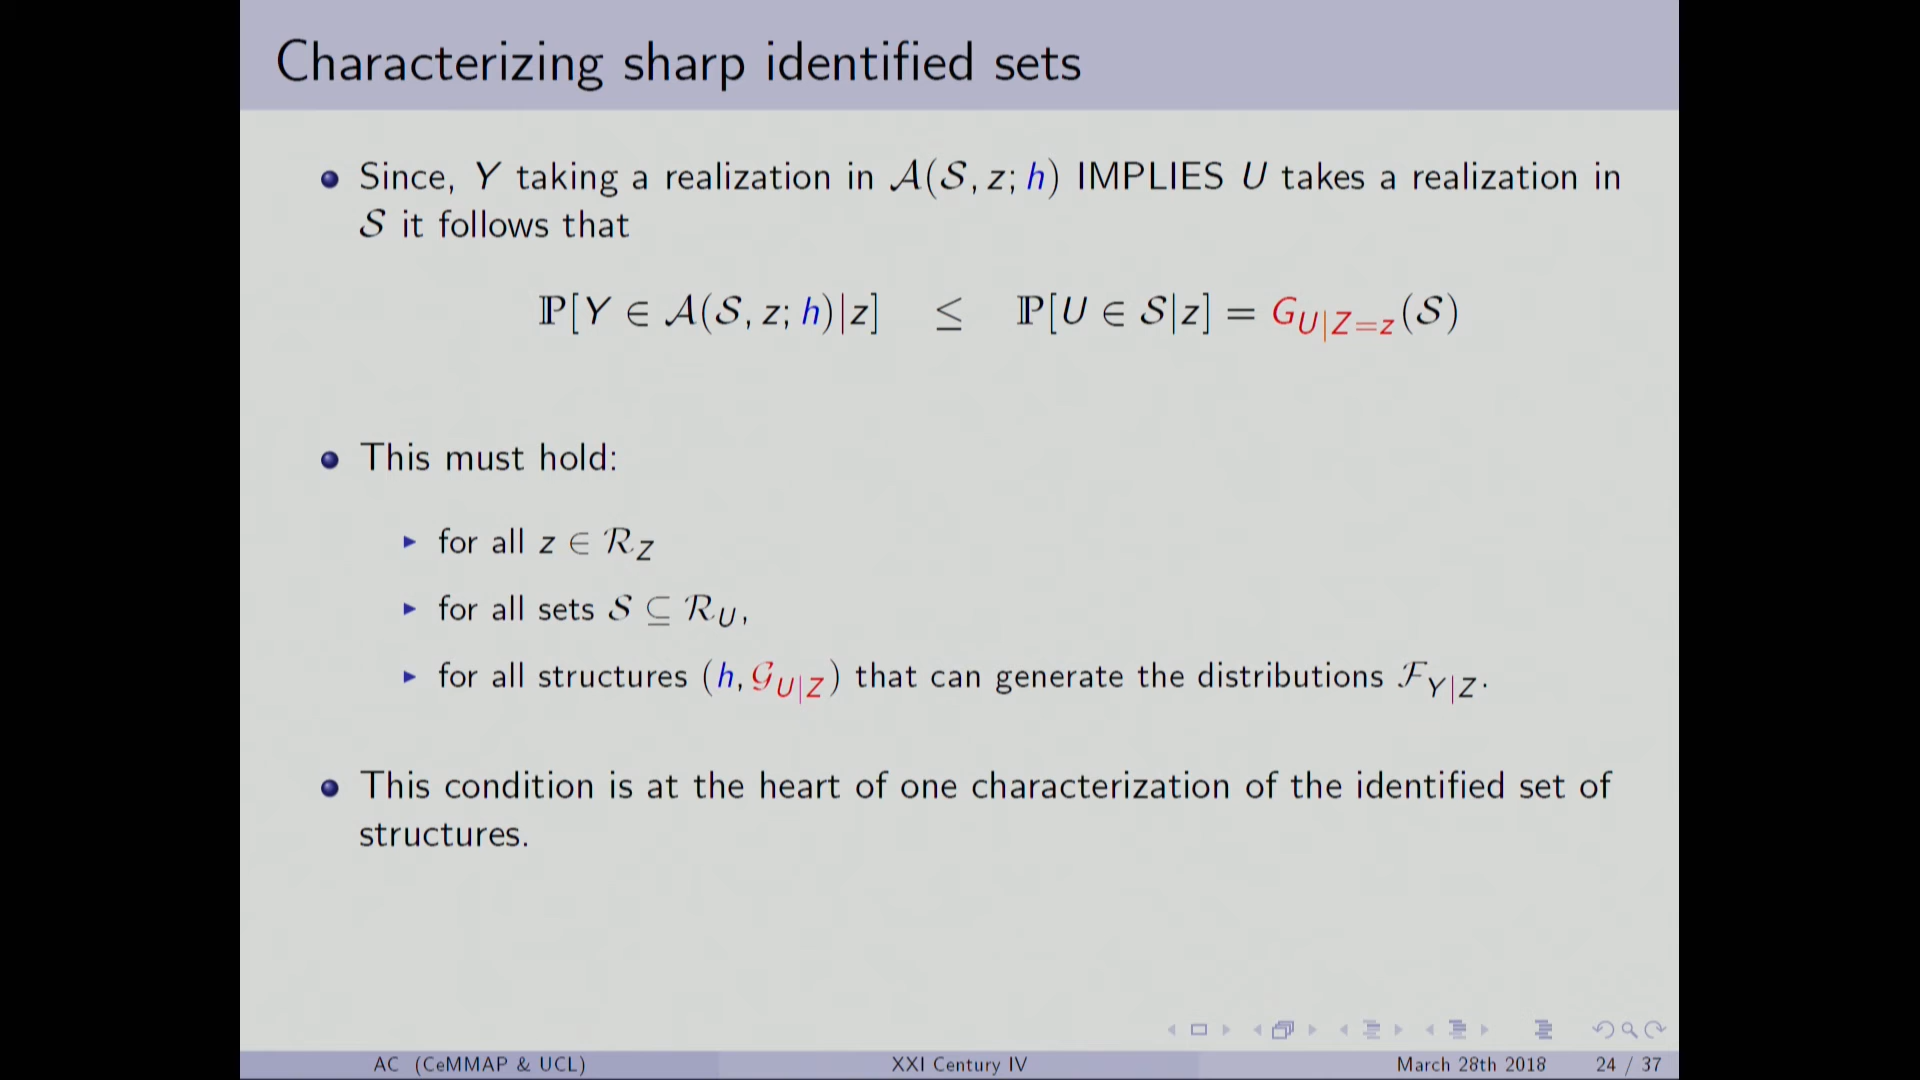 Characterizing sharp identified sets
• Since, Y taking a realization in 𝒜(𝒮, z; h) IMPLIES U takes a realization in
𝒮 it follows that
ℙ[Y ∈ 𝒜(𝒮, z; h)|z] ≤ ℙ[U ∈ 𝒮|z] = G_{U|Z=z}(𝒮)
• This must hold:
▶ for all z ∈ ℛ_Z
▶ for all sets 𝒮 ⊆ ℛ_U,
▶ for all structures (h, 𝒢_{U|Z}) that can generate the distributions ℱ_{Y|Z}.
• This condition is at the heart of one characterization of the identified set of
structures.
AC (CeMMAP & UCL) XXI Century IV March 28th 2018 24 / 37